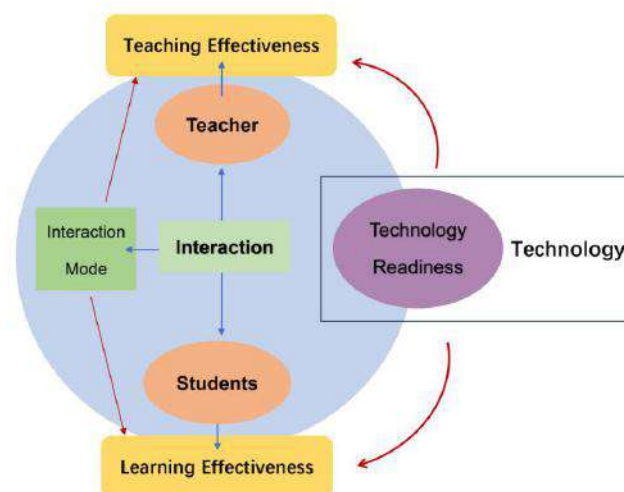 Teaching Effectiveness
Teacher
Interaction
Mode
Interaction
Technology
Readiness
Technology
Students
Learning Effectiveness